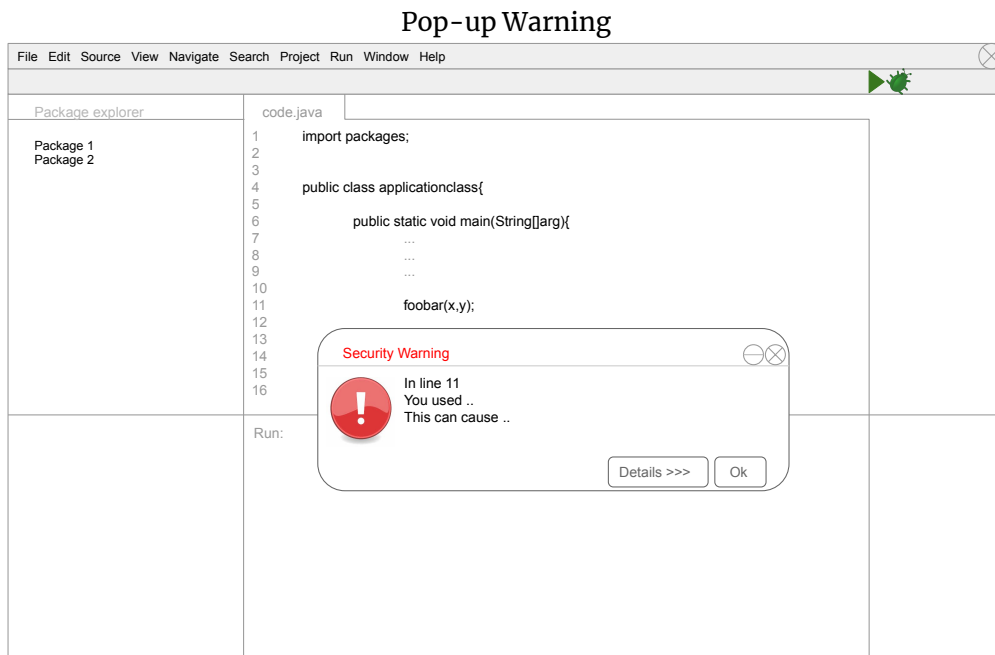 Pop-up Warning
File Edit Source View Navigate Search Project Run Window Help
Package explorer
code.java
Package 1
Package 2
1 import packages;
2
3
4 public class applicationclass{
5
6 public static void main(String[]arg){
7 ...
8 ...
9 ...
10
11 foobar(x,y);
12
13
14
15
16
Security Warning
!
In line 11
You used ..
This can cause ..
Details >>> Ok
Run: